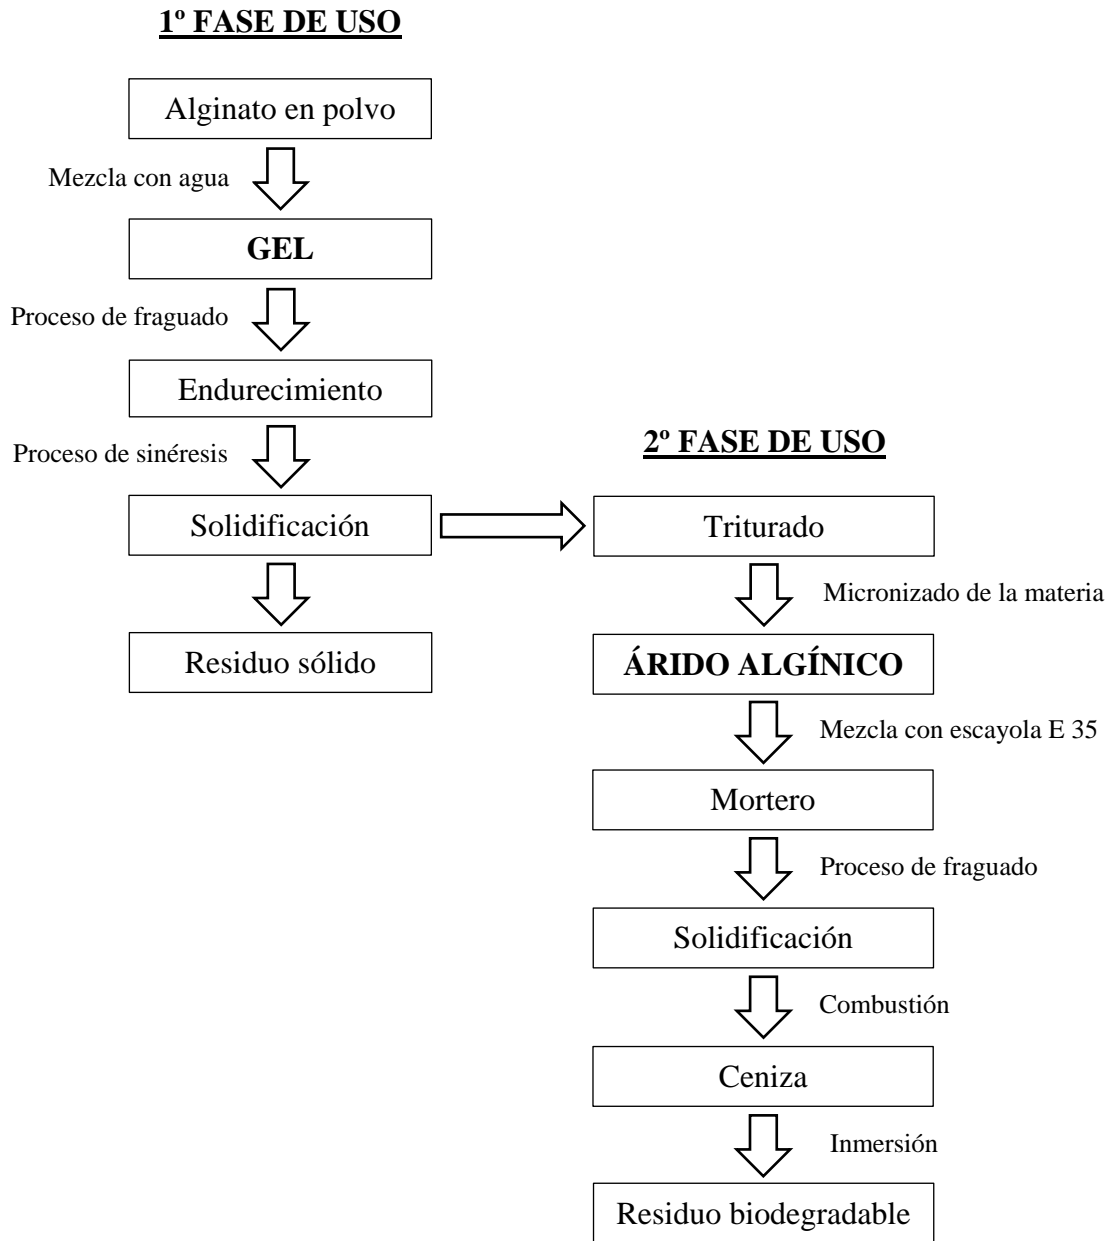 1º FASE DE USO
Alginato en polvo
Mezcla con agua
GEL
Proceso de fraguado
Endurecimiento
Proceso de sinéresis
Solidificación
Residuo sólido
2º FASE DE USO
Triturado
Micronizado de la materia
ÁRIDO ALGÍNICO
Mezcla con escayola E 35
Mortero
Proceso de fraguado
Solidificación
Combustión
Ceniza
Inmersión
Residuo biodegradable